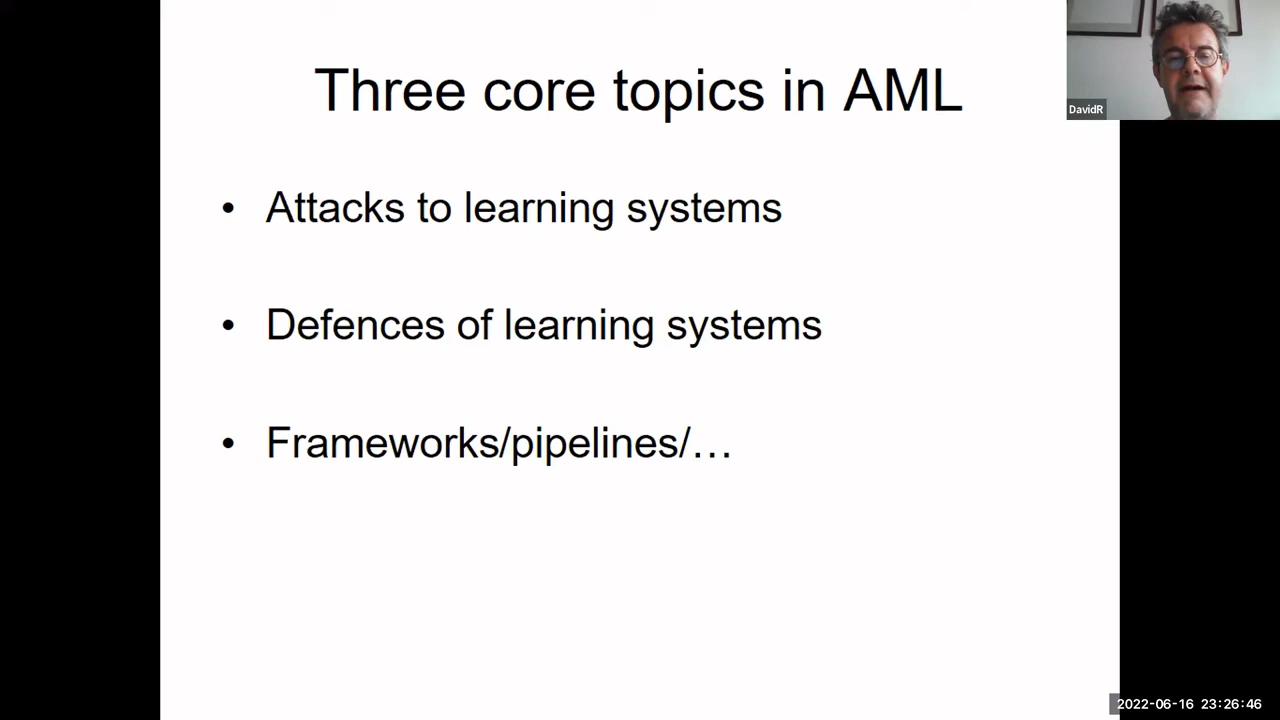 Three core topics in AML
DavidR
• Attacks to learning systems
• Defences of learning systems
• Frameworks/pipelines/…
2022-06-16 23:26:46